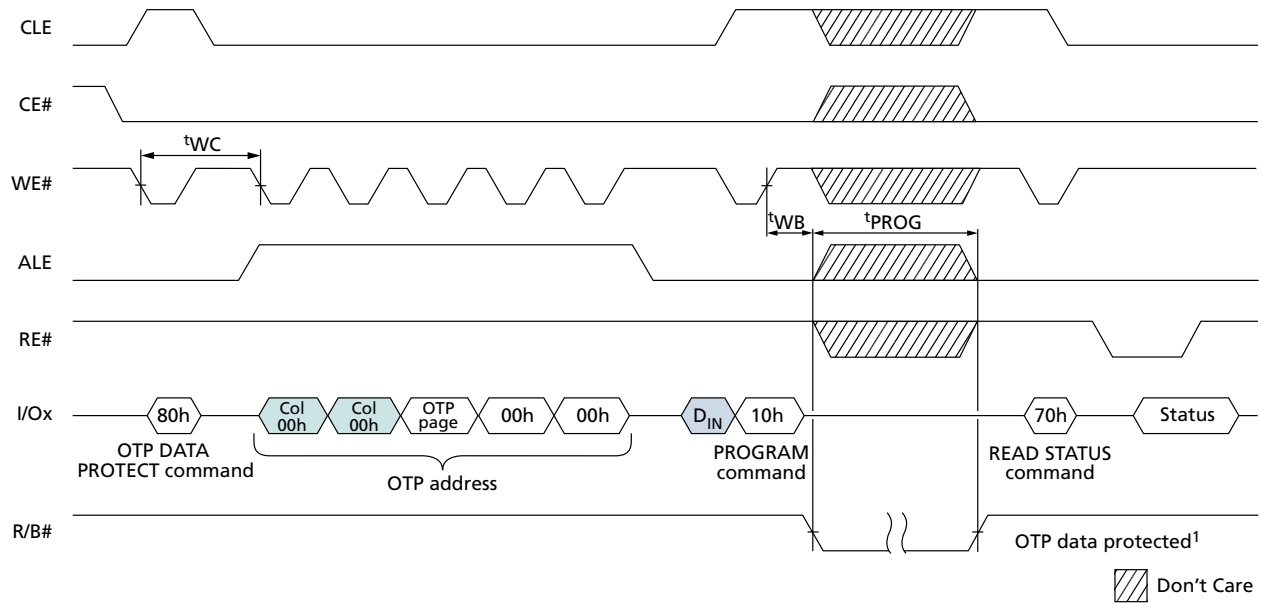 CLE
CE#
tWC
WE#
tWB
tPROG
ALE
RE#
I/Ox
80h
Col
00h
Col
00h
OTP
page
00h
00h
DIN
10h
70h
Status
OTP DATA
PROTECT command
OTP address
PROGRAM
command
READ STATUS
command
R/B#
OTP data protected1
Don't Care